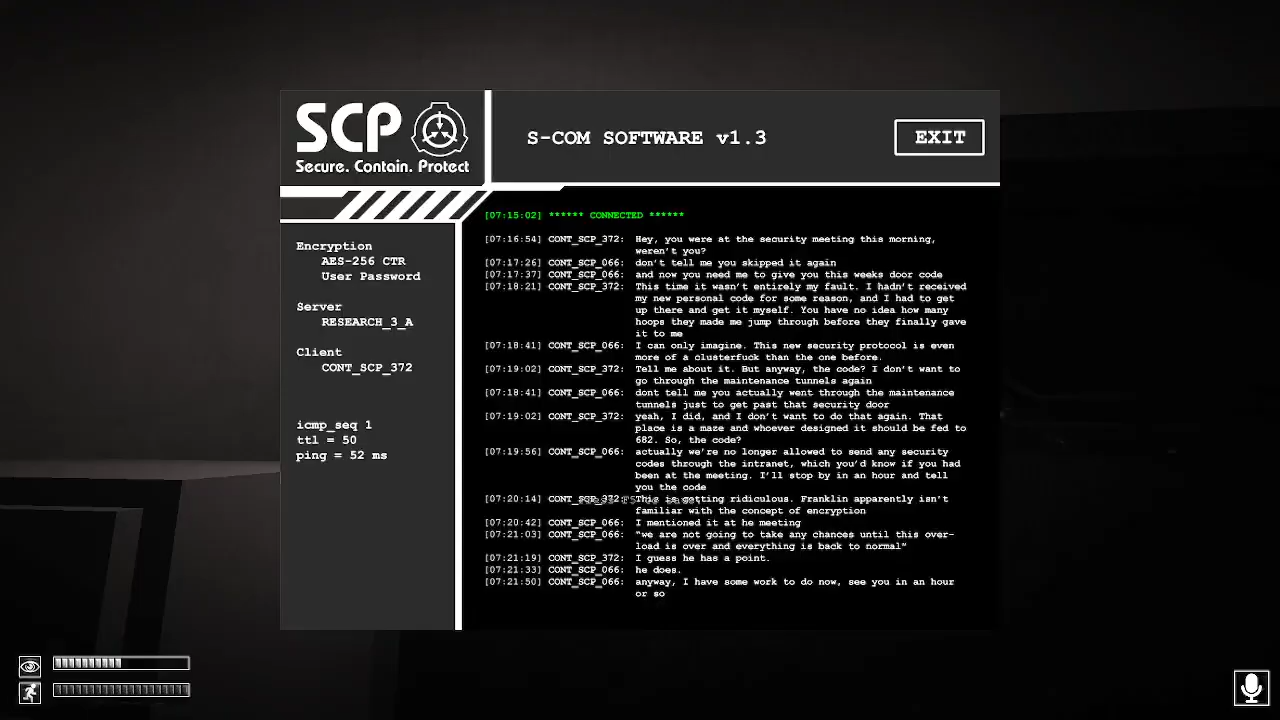 SCP
Secure. Contain. Protect
S-COM SOFTWARE v1.3
EXIT
Encryption
AES-256 CTR
User Password
Server
RESEARCH_3_A
Client
CONT_SCP_372
icmp_seq 1
ttl = 50
ping = 52 ms
[07:15:02] ****** CONNECTED ******
[07:16:54] CONT_SCP_372: Hey, you were at the security meeting this morning,
weren't you?
[07:17:26] CONT_SCP_066: don't tell me you skipped it again
[07:17:37] CONT_SCP_066: and now you need me to give you this weeks door code
[07:18:21] CONT_SCP_372: This time it wasn't entirely my fault. I hadn't received
my new personal code for some reason, and I had to get
up there and get it myself. You have no idea how many
hoops they made me jump through before they finally gave
it to me
[07:18:41] CONT_SCP_066: I can only imagine. This new security protocol is even
more of a clusterfuck than the one before.
[07:19:02] CONT_SCP_372: Tell me about it. But anyway, the code? I don't want to
go through the maintenance tunnels again
[07:18:41] CONT_SCP_066: dont tell me you actually went through the maintenance
tunnels just to get past that security door
[07:19:02] CONT_SCP_372: yeah, I did, and I don't want to do that again. That
place is a maze and whoever designed it should be fed to
682. So, the code?
[07:19:56] CONT_SCP_066: actually we're no longer allowed to send any security
codes through the intranet, which you'd know if you had
been at the meeting. I'll stop by in an hour and tell
you the code
[07:20:14] CONT_SCP_372: This is getting ridiculous. Franklin apparently isn't
familiar with the concept of encryption
[07:20:42] CONT_SCP_066: I mentioned it at he meeting
[07:21:03] CONT_SCP_066: "we are not going to take any chances until this over-
load is over and everything is back to normal"
[07:21:19] CONT_SCP_372: I guess he has a point.
[07:21:33] CONT_SCP_066: he does.
[07:21:50] CONT_SCP_066: anyway, I have some work to do now, see you in an hour
or so